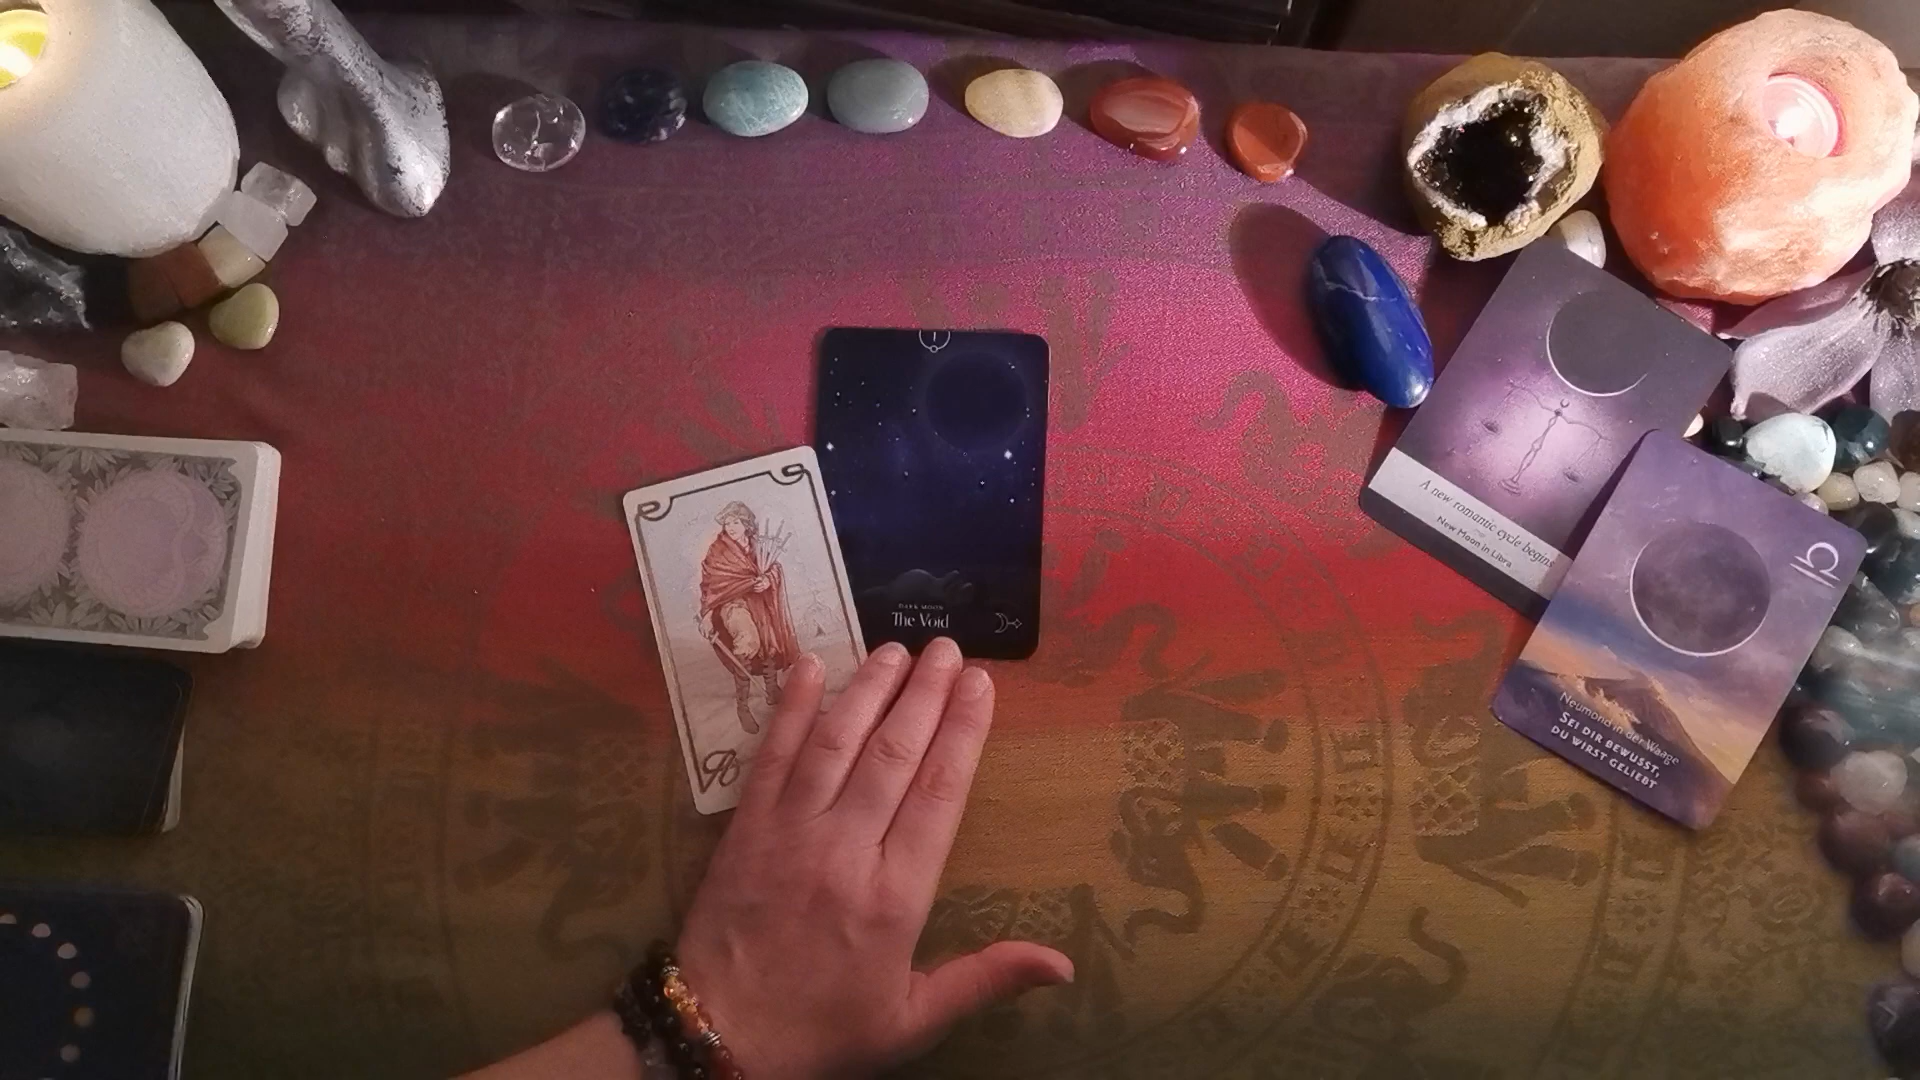 DARK MOON
The Void
A new romantic cycle begins
New Moon in Libra
Neumond in der Waage
SEI DIR BEWUSST,
DU WIRST GELIEBT